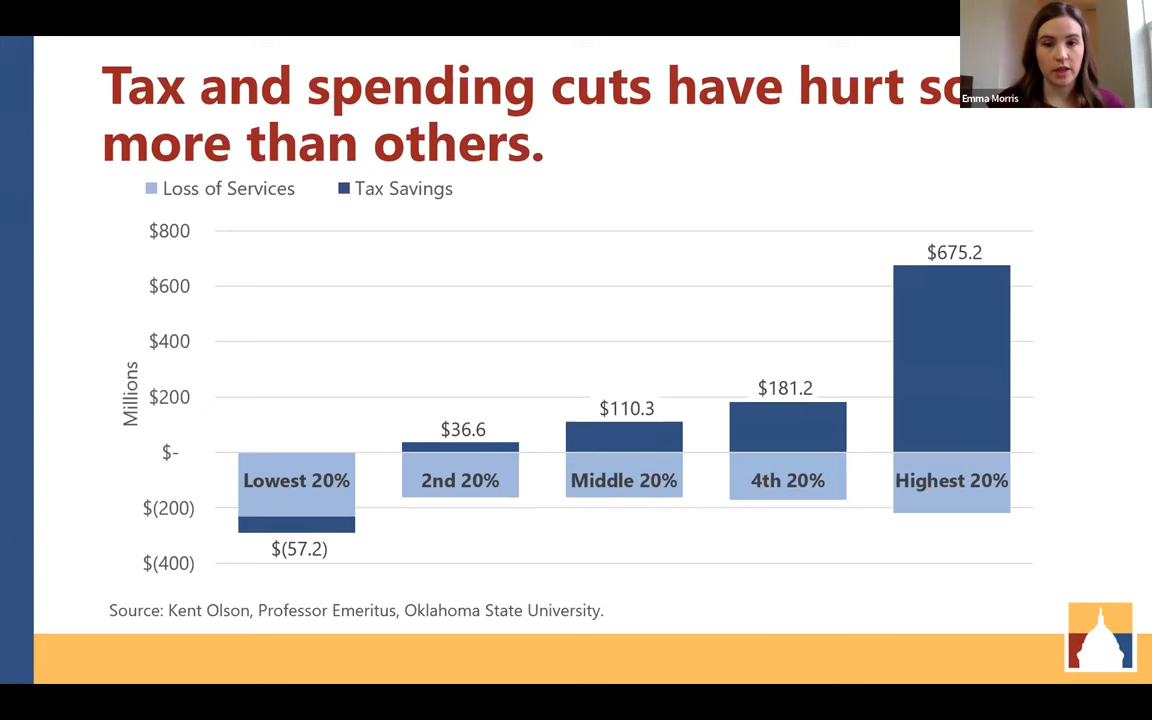 Tax and spending cuts have hurt
more than others.
Emma Morris
Loss of Services
Tax Savings
Millions
$800
$600
$400
$200
$-
$(200)
$(400)
$(57.2)
$36.6
$110.3
$181.2
$675.2
Lowest 20%
2nd 20%
Middle 20%
4th 20%
Highest 20%
Source: Kent Olson, Professor Emeritus, Oklahoma State University.